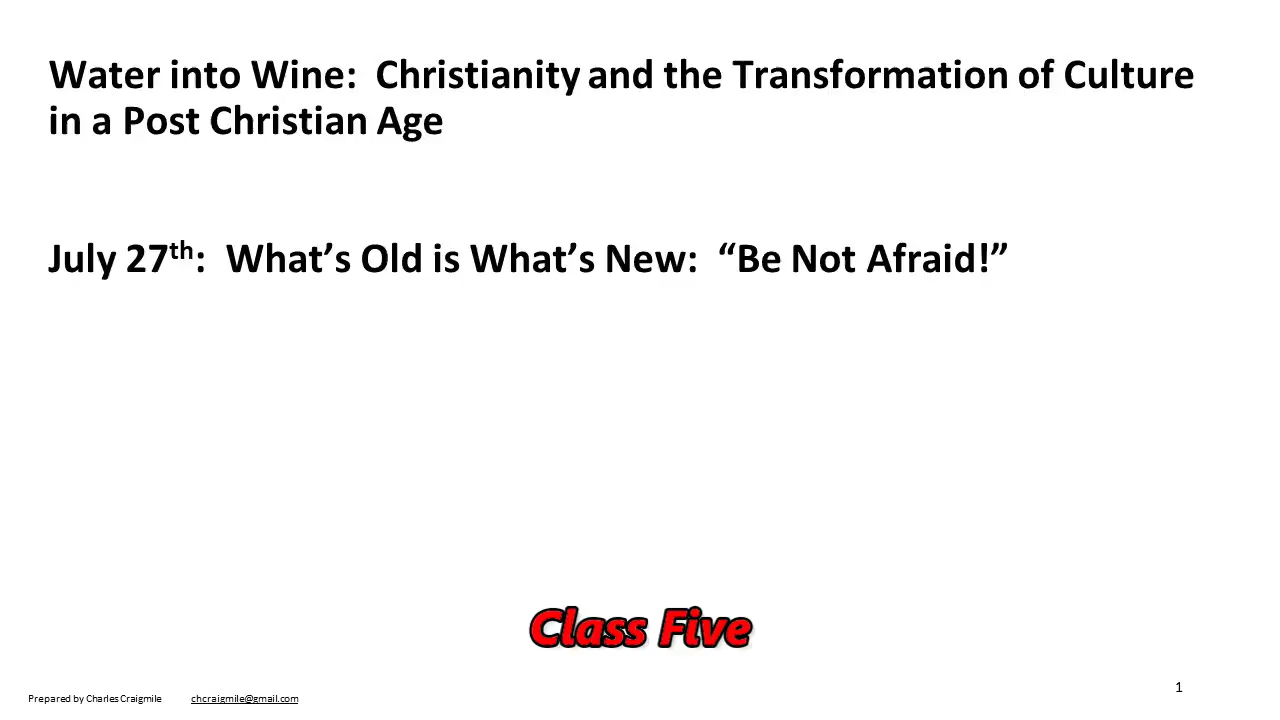 Water into Wine:  Christianity and the Transformation of Culture
in a Post Christian Age
July 27th:  What’s Old is What’s New:  “Be Not Afraid!”
Class Five
Prepared by Charles Craigmile chcraigmile@gmail.com
1